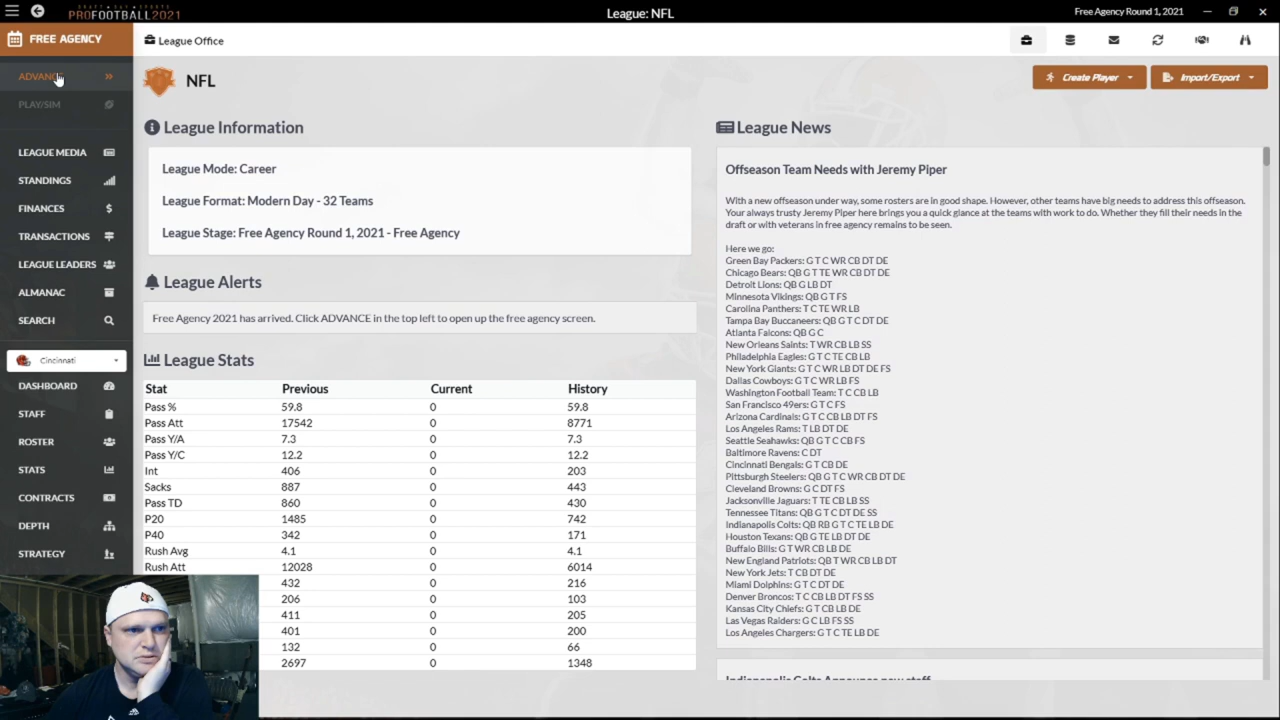 DRAFT DAY SPORTS
PROFOOTBALL2021
League: NFL
Free Agency Round 1, 2021
FREE AGENCY
League Office
ADVANCE
PLAY/SIM
LEAGUE MEDIA
STANDINGS
FINANCES
TRANSACTIONS
LEAGUE LEADERS
ALMANAC
SEARCH
Cincinnati
DASHBOARD
STAFF
ROSTER
STATS
CONTRACTS
DEPTH
STRATEGY
NFL
Create Player
Import/Export
League Information
League Mode: Career
League Format: Modern Day - 32 Teams
League Stage: Free Agency Round 1, 2021 - Free Agency
League Alerts
Free Agency 2021 has arrived. Click ADVANCE in the top left to open up the free agency screen.
League Stats
Stat Previous Current History
Pass % 59.8 0 59.8
Pass Att 17542 0 8771
Pass Y/A 7.3 0 7.3
Pass Y/C 12.2 0 12.2
Int 406 0 203
Sacks 887 0 443
Pass TD 860 0 430
P20 1485 0 742
P40 342 0 171
Rush Avg 4.1 0 4.1
Rush Att 12028 0 6014
432 0 216
206 0 103
411 0 205
401 0 200
132 0 66
2697 0 1348
League News
Offseason Team Needs with Jeremy Piper
With a new offseason under way, some rosters are in good shape. However, other teams have big needs to address this offseason.
Your always trusty Jeremy Piper here brings you a quick glance at the teams with work to do. Whether they fill their needs in the
draft or with veterans in free agency remains to be seen.
Here we go:
Green Bay Packers: G T C WR CB DT DE
Chicago Bears: QB G T TE WR CB DT DE
Detroit Lions: QB G LB DT
Minnesota Vikings: QB G T FS
Carolina Panthers: T C TE WR LB
Tampa Bay Buccaneers: QB G T C DT DE
Atlanta Falcons: QB G C
New Orleans Saints: T WR CB LB SS
Philadelphia Eagles: G T C TE CB LB
New York Giants: G T C WR LB DT DE FS
Dallas Cowboys: G T C WR LB FS
Washington Football Team: T C CB LB
San Francisco 49ers: G T C FS
Arizona Cardinals: G T C CB LB DT FS
Los Angeles Rams: T LB DT DE
Seattle Seahawks: QB G T C CB FS
Baltimore Ravens: C DT
Cincinnati Bengals: G T CB DE
Pittsburgh Steelers: QB G T C WR CB DT DE
Cleveland Browns: G C DT FS
Jacksonville Jaguars: T TE CB LB SS
Tennessee Titans: QB G T C DT DE SS
Indianapolis Colts: QB RB G T C TE LB DE
Houston Texans: QB G TE LB DT DE
Buffalo Bills: G T WR CB LB DE
New England Patriots: QB T WR CB LB DT
New York Jets: T CB DT DE
Miami Dolphins: G T C DT DE
Denver Broncos: T C CB LB DT FS SS
Kansas City Chiefs: G T CB LB DE
Las Vegas Raiders: G C LB FS SS
Los Angeles Chargers: G T C TE LB DE
Indianapolis Colts Announce new staff